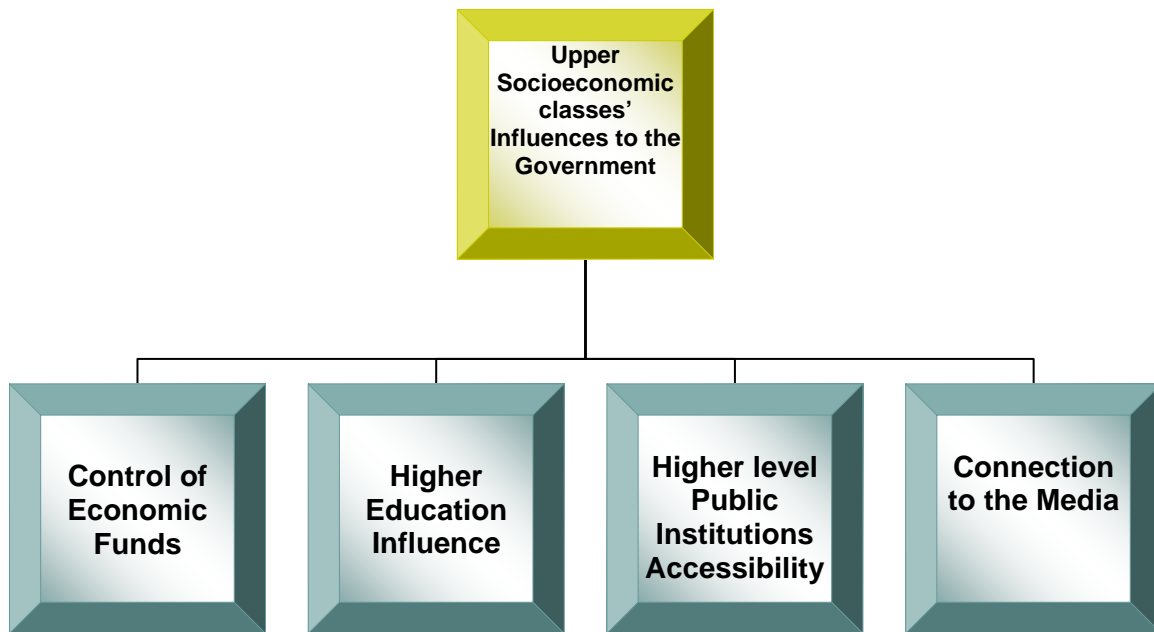 Upper
Socioeconomic
classes’
Influences to the
Government
Control of
Economic
Funds
Higher
Education
Influence
Higher level
Public
Institutions
Accessibility
Connection
to the Media